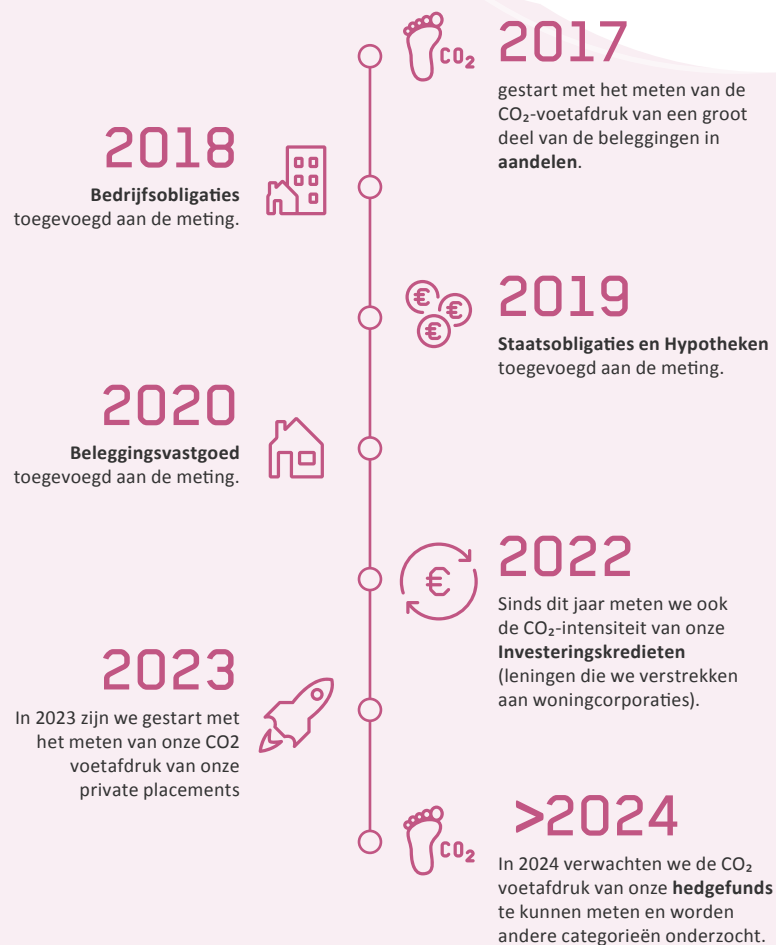 CO₂
2017
gestart met het meten van de
CO₂-voetafdruk van een groot
deel van de beleggingen in
aandelen.
2018
Bedrijfsobligaties
toegevoegd aan de meting.
€
€
€
2019
Staatsobligaties en Hypotheken
toegevoegd aan de meting.
2020
Beleggingsvastgoed
toegevoegd aan de meting.
€
2022
Sinds dit jaar meten we ook
de CO₂-intensiteit van onze
Investeringskredieten
(leningen die we verstrekken
aan woningcorporaties).
2023
In 2023 zijn we gestart met
het meten van onze CO2
voetafdruk van onze
private placements
CO₂
>2024
In 2024 verwachten we de CO₂
voetafdruk van onze hedgefunds
te kunnen meten en worden
andere categorieën onderzocht.